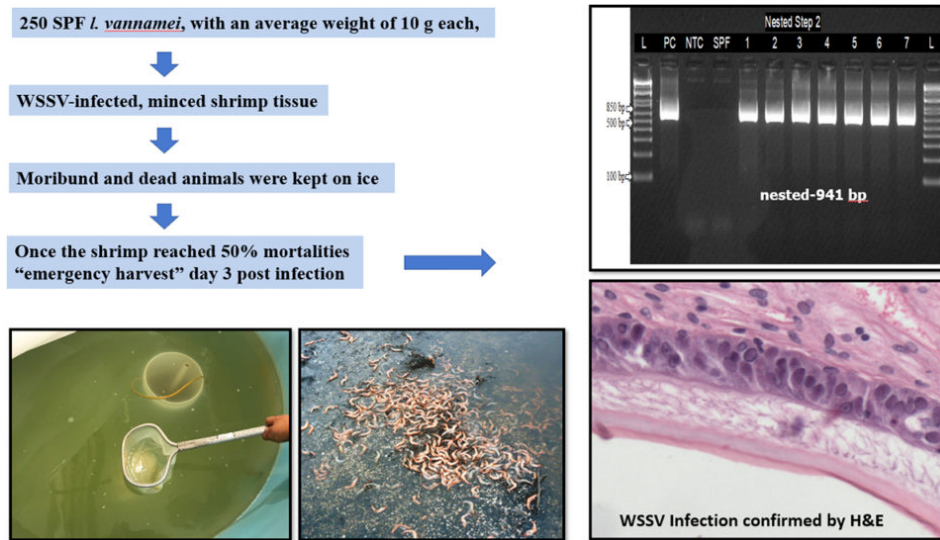 250 SPF l. vannamei, with an average weight of 10 g each,
WSSV-infected, minced shrimp tissue
Moribund and dead animals were kept on ice
Once the shrimp reached 50% mortalities
“emergency harvest” day 3 post infection
Nested Step 2
L PC NTC SPF 1 2 3 4 5 6 7 L
850 bp
500 bp
100 bp
nested-941 bp
WSSV Infection confirmed by H&E